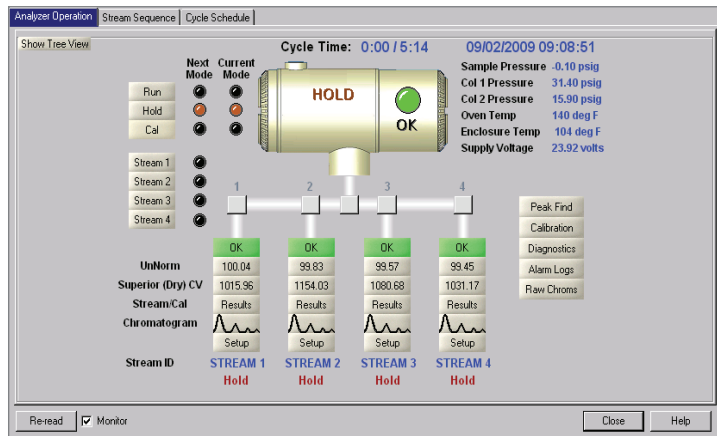 Analyzer Operation Stream Sequence Cycle Schedule
Show Tree View
Cycle Time: 0:00 / 5:14 09/02/2009 09:08:51
Next Mode Current Mode
Sample Pressure -0.10 psig
Col 1 Pressure 31.40 psig
Col 2 Pressure 15.90 psig
Oven Temp 140 deg F
Enclosure Temp 104 deg F
Supply Voltage 23.92 volts
Run
Hold
Cal
HOLD
OK
Stream 1
Stream 2
Stream 3
Stream 4
1 2 3 4
Peak Find
Calibration
Diagnostics
Alarm Logs
Raw Chroms
OK OK OK OK
UnNorm 100.04 99.83 99.57 99.45
Superior (Dry) CV 1015.96 1154.03 1080.68 1031.17
Stream/Cal Results Results Results Results
Chromatogram
Setup Setup Setup Setup
Stream ID STREAM 1 STREAM 2 STREAM 3 STREAM 4
Hold Hold Hold Hold
Re-read Monitor Close Help